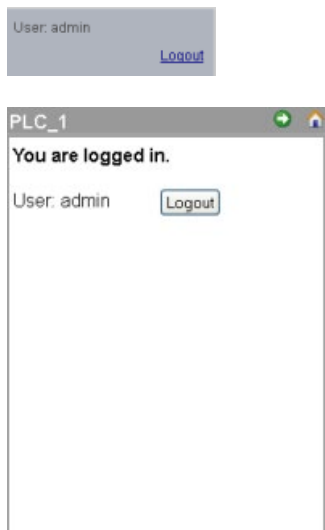 User: admin
Logout
PLC_1
You are logged in.
User: admin Logout